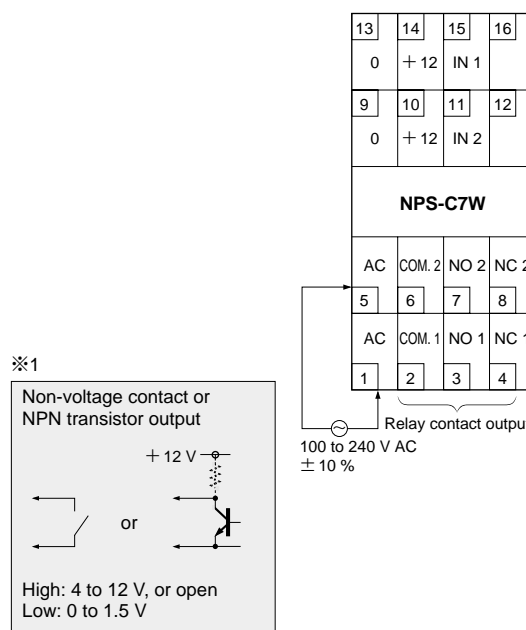 13 14 15 16
0 ＋12 IN 1
9 10 11 12
0 ＋12 IN 2
NPS-C7W
AC COM. 2 NO 2 NC 2
5 6 7 8
AC COM. 1 NO 1 NC 1
1 2 3 4
Relay contact outpu
100 to 240 V AC
±10 %
※1
Non-voltage contact or
NPN transistor output
＋12 V
or
High: 4 to 12 V, or open
Low: 0 to 1.5 V